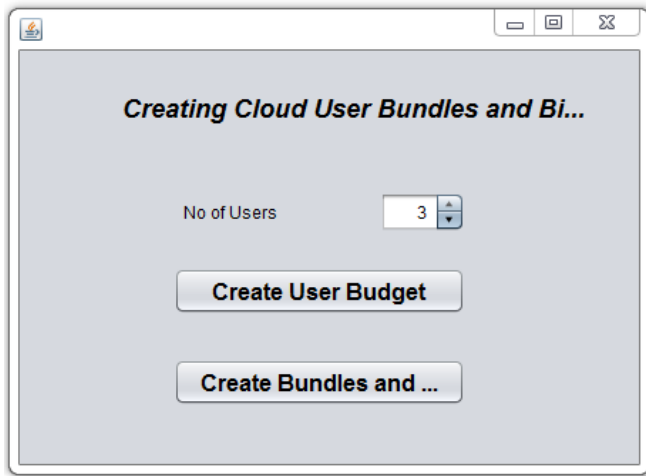 Creating Cloud User Bundles and Bi...
No of Users 3
Create User Budget
Create Bundles and ...